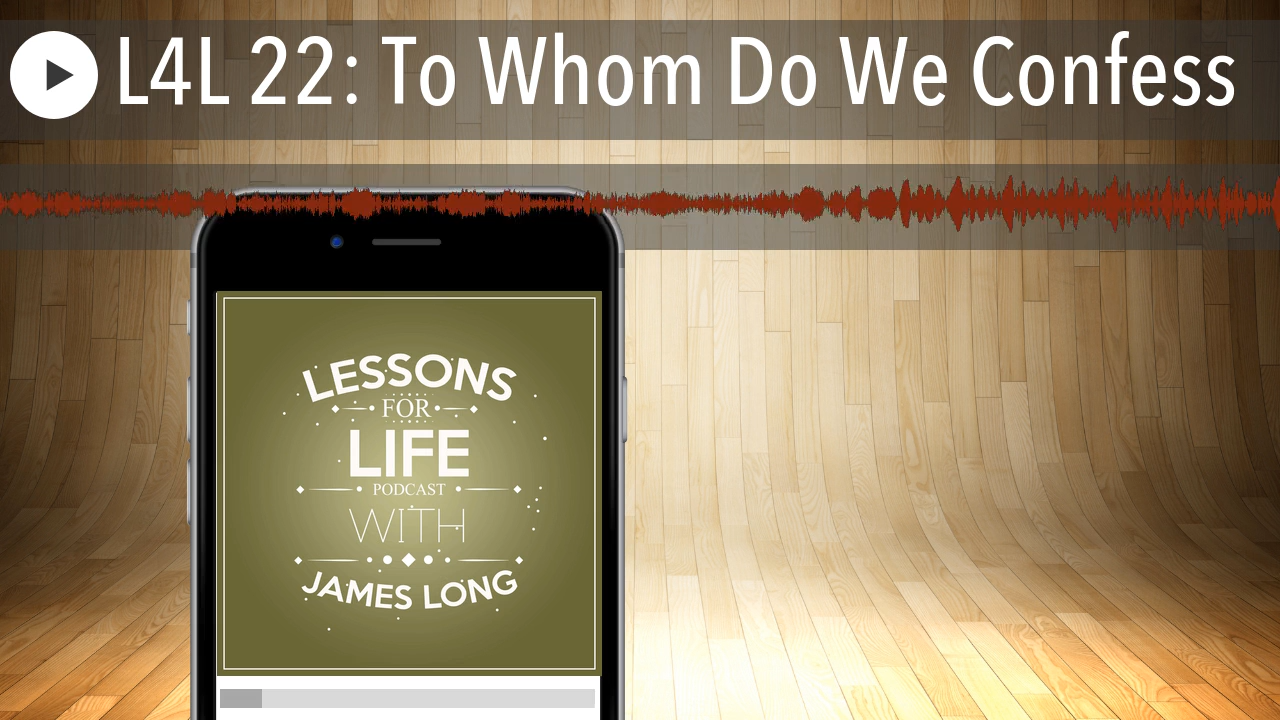 L4L 22: To Whom Do We Confess
LESSONS
FOR
LIFE
PODCAST
WITH
JAMES LONG